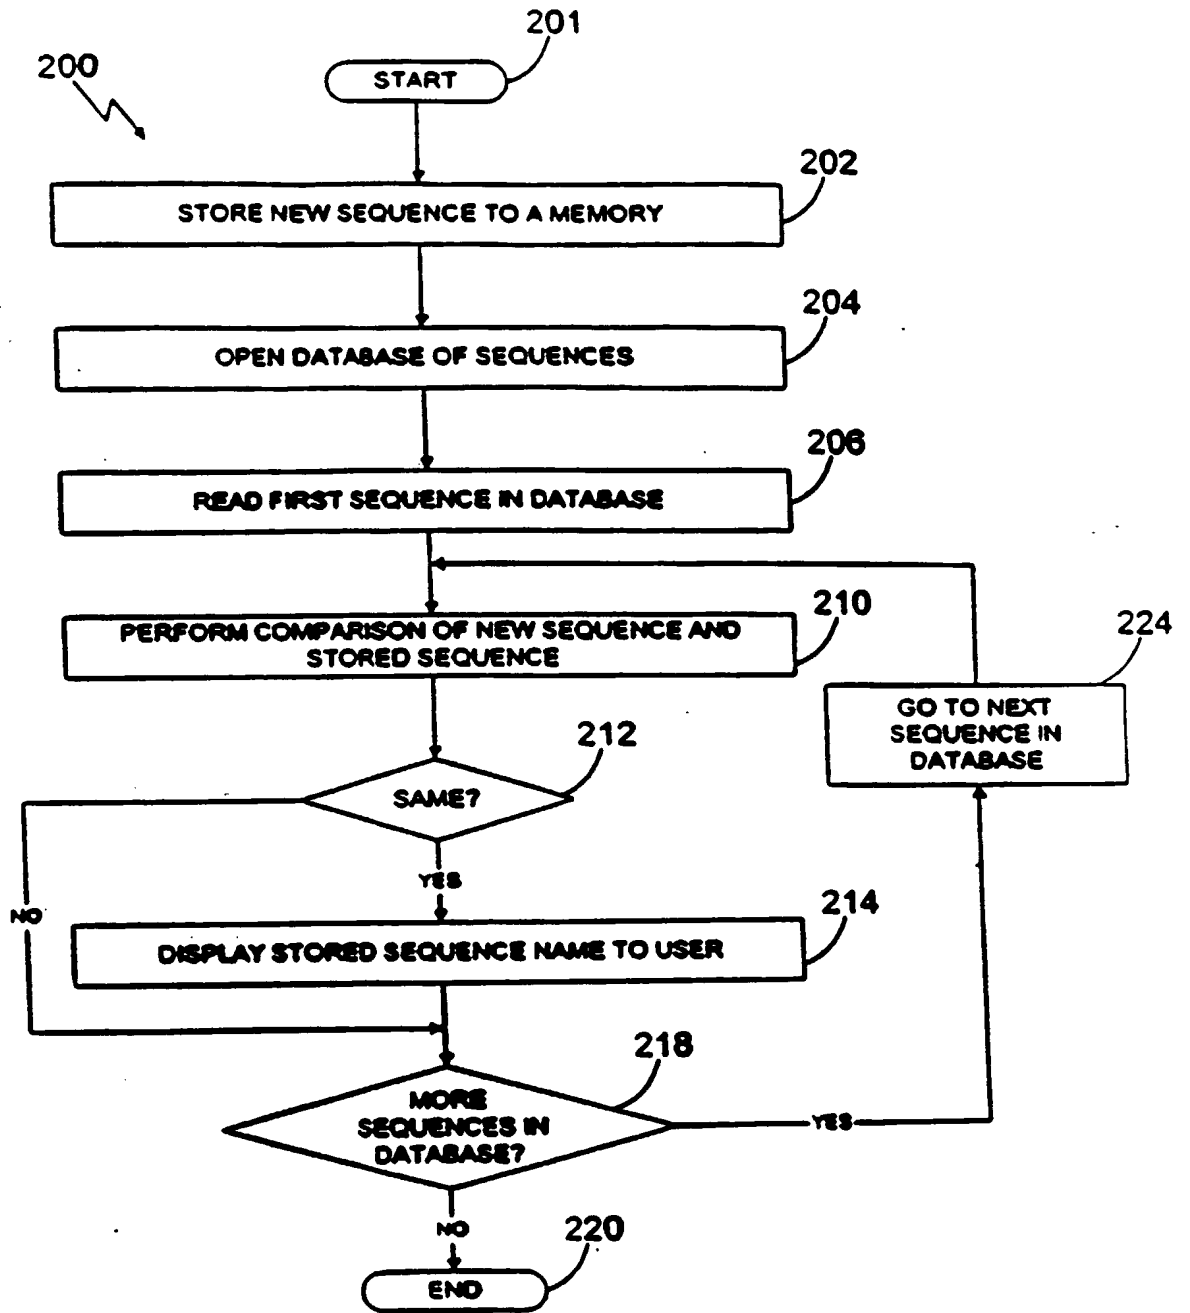 201
200
START
202
STORE NEW SEQUENCE TO A MEMORY
204
OPEN DATABASE OF SEQUENCES
206
READ FIRST SEQUENCE IN DATABASE
210
PERFORM COMPARISON OF NEW SEQUENCE AND
STORED SEQUENCE
224
GO TO NEXT
SEQUENCE IN
DATABASE
212
SAME?
YES
NO
214
DISPLAY STORED SEQUENCE NAME TO USER
218
MORE
SEQUENCES IN
DATABASE?
YES
NO
220
END